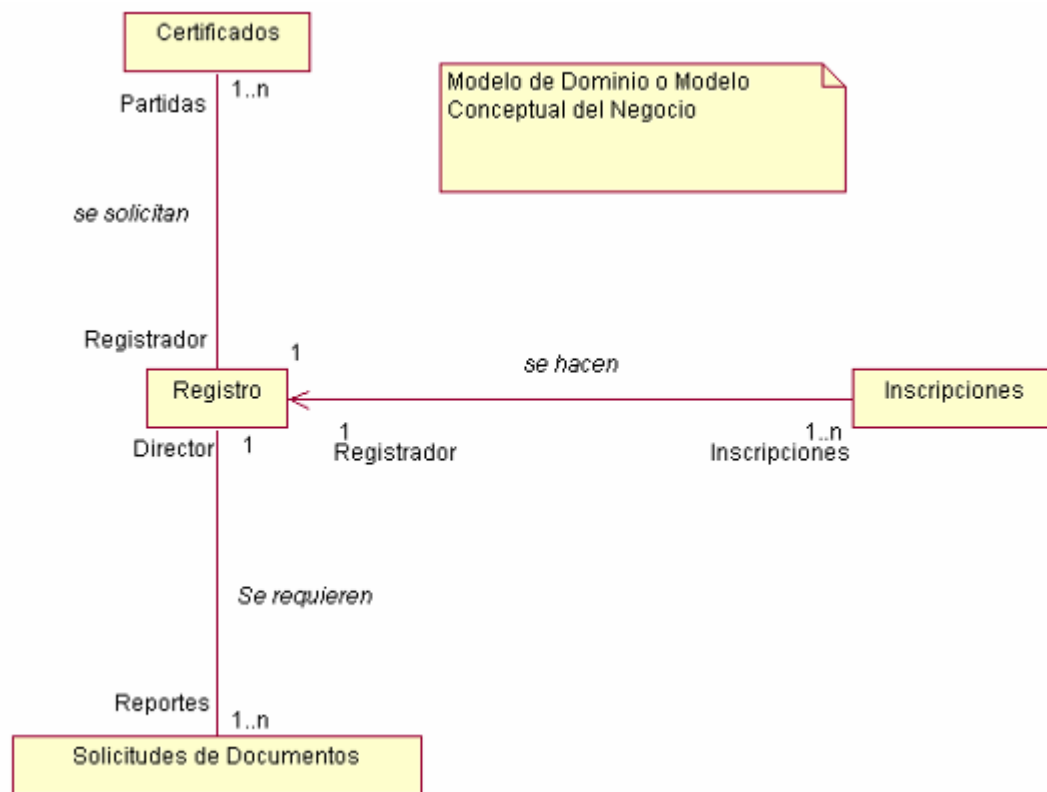 Certificados
1..n
Partidas
Modelo de Dominio o Modelo
Conceptual del Negocio
se solicitan
Registrador
1
se hacen
Registro
Inscripciones
Director
1
1
Registrador
1..n
Inscripciones
Se requieren
Reportes
1..n
Solicitudes de Documentos